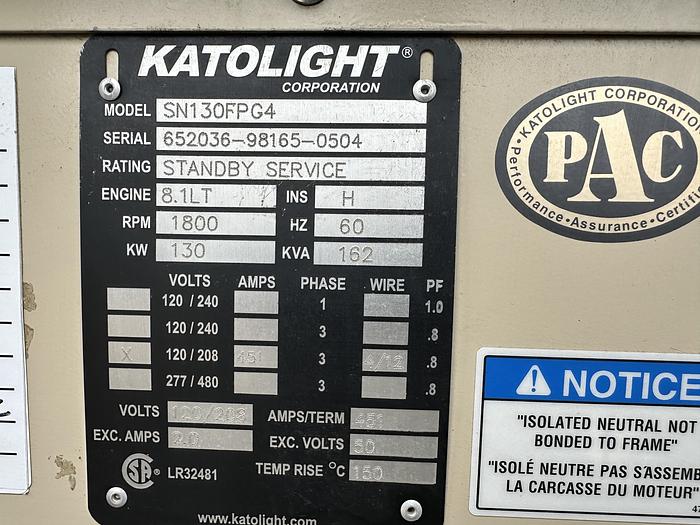 KATOLIGHT®
CORPORATION
MODEL SN130FPG4
SERIAL 652036-98165-0504
RATING STANDBY SERVICE
ENGINE 8.1LT INS H
RPM 1800 HZ 60
KW 130 KVA 162
VOLTS AMPS PHASE WIRE PF
120 / 240 1 1.0
120 / 240 3 .8
X 120 / 208 451 3 4/12 .8
277 / 480 3 .8
VOLTS 120/208 AMPS/TERM 451
EXC. AMPS 2.0 EXC. VOLTS 50
LR32481 TEMP RISE °C 150
www.katolight.com
KATOLIGHT CORPORATION
PAC
Performance • Assurance • Certifi
NOTICE
"ISOLATED NEUTRAL NOT
BONDED TO FRAME"
"ISOLÉ NEUTRE PAS S'ASSEMB
LA CARCASSE DU MOTEUR"